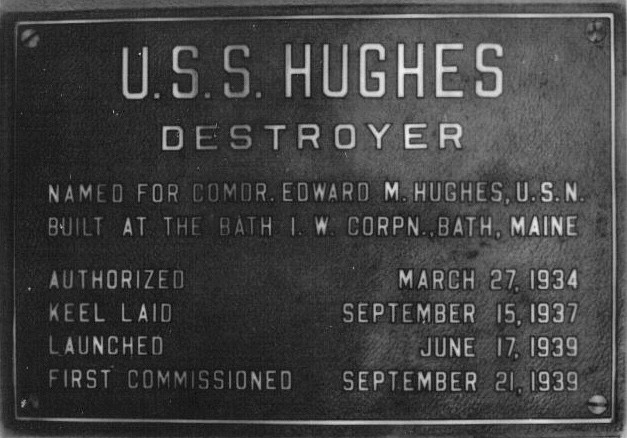 U.S.S. HUGHES
DESTROYER
NAMED FOR COMDR. EDWARD M. HUGHES, U.S.N.
BUILT AT THE BATH I. W. CORPN., BATH, MAINE
AUTHORIZED MARCH 27, 1934
KEEL LAID SEPTEMBER 15, 1937
LAUNCHED JUNE 17, 1939
FIRST COMMISSIONED SEPTEMBER 21, 1939